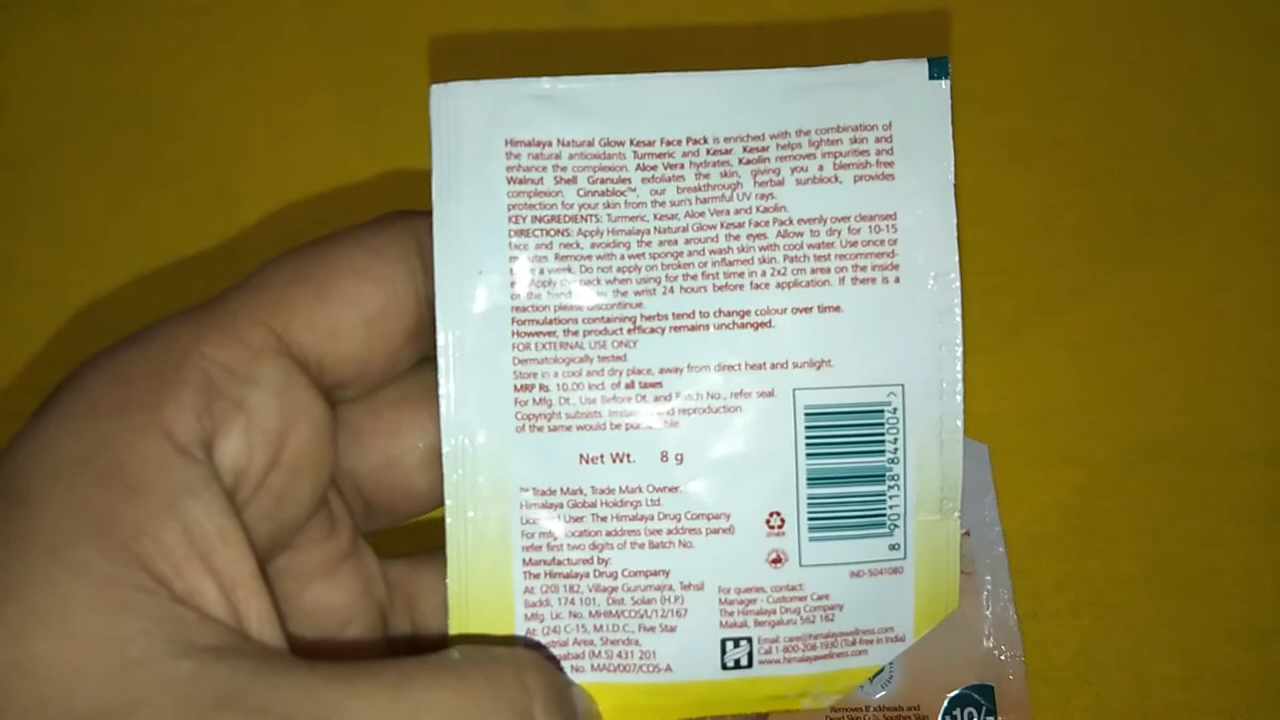 Himalaya Natural Glow Kesar Face Pack is enriched with the combination of
the natural antioxidants Turmeric and Kesar. Kesar helps lighten skin and
enhance the complexion. Aloe Vera hydrates, Kaolin removes impurities and
Walnut Shell Granules exfoliates the skin, giving you a blemish-free
complexion. Cinnabloc™, our breakthrough herbal sunblock, provides
protection for your skin from the sun's harmful UV rays.
KEY INGREDIENTS: Turmeric, Kesar, Aloe Vera and Kaolin.
DIRECTIONS: Apply Himalaya Natural Glow Kesar Face Pack evenly over cleansed
face and neck, avoiding the area around the eyes. Allow to dry for 10-15
Remove with a wet sponge and wash skin with cool water. Use once or
a week. Do not apply on broken or inflamed skin. Patch test recommend-
Apply pack when using for the first time in a 2x2 cm area on the inside
the hand the wrist 24 hours before face application. If there is a
reaction please discontinue.
Formulations containing herbs tend to change colour over time.
However, the product efficacy remains unchanged.
FOR EXTERNAL USE ONLY
Dermatologically tested.
Store in a cool and dry place, away from direct heat and sunlight.
MRP Rs. 10.00 incl. of all taxes
For Mfg. Dt., Use Before Dt. and Batch No., refer seal.
Copyright subsists. reproduction
of the same would be
Net Wt. 8 g
™ Trade Mark, Trade Mark Owner.
Himalaya Global Holdings Ltd.
User: The Himalaya Drug Company
For location address (see address panel)
refer first two digits of the Batch No.
Manufactured by:
The Himalaya Drug Company
At: (20) 182, Village Gurumajra, Tehsil
Baddi, 174 101, Dist. Solan (H.P.)
Mfg. Lic. No. MHIM/COS/L/12/167
At: (24) C-15, M.I.D.C., Five Star
Area, Shendra,
(M.S) 431 201
No. MAD/007/COS-A
OTHER
8 901138 844004 >
IND-5041080
For queries, contact:
Manager - Customer Care
The Himalaya Drug Company
Makali, Bengaluru 562 162
Email: care@himalayawellness.com
Call 1-800-208-1930 (Toll-free in India)
www.himalayawellness.com
Removes Blackheads and
Dead Skin Cells, Soothes Skin
10/-